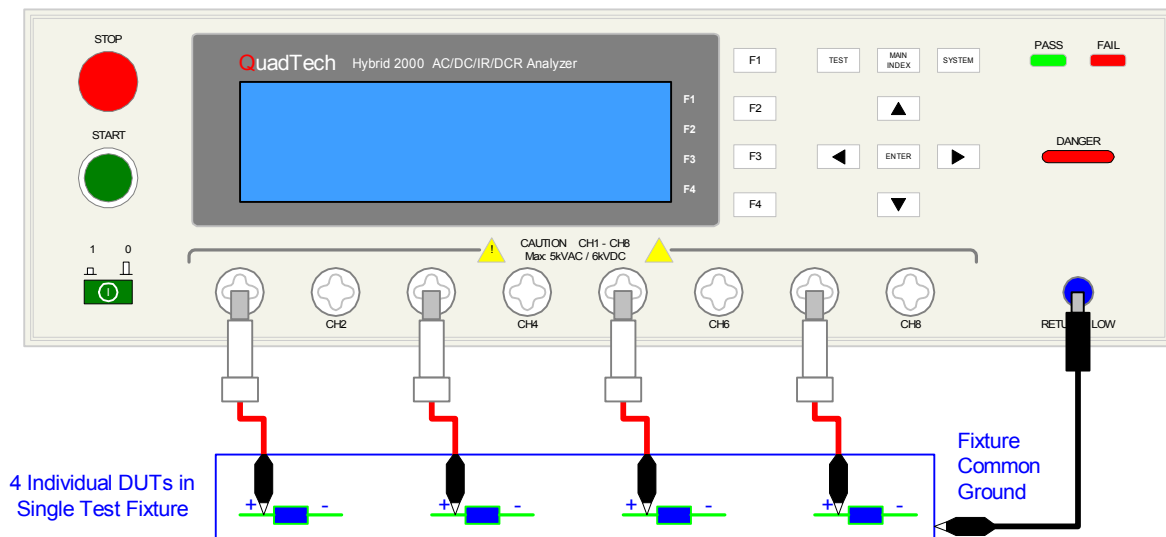 STOP
START
1 0
QuadTech Hybrid 2000 AC/DC/IR/DCR Analyzer
F1
F2
F3
F4
F1
F2
F3
F4
TEST
MAIN
INDEX
SYSTEM
ENTER
PASS
FAIL
DANGER
! CAUTION CH1 - CH8
Max: 5kVAC / 6kVDC
CH2
CH4
CH6
CH8
LOW
4 Individual DUTs in
Single Test Fixture
+ -
+ -
+ -
+ -
Fixture
Common
Ground